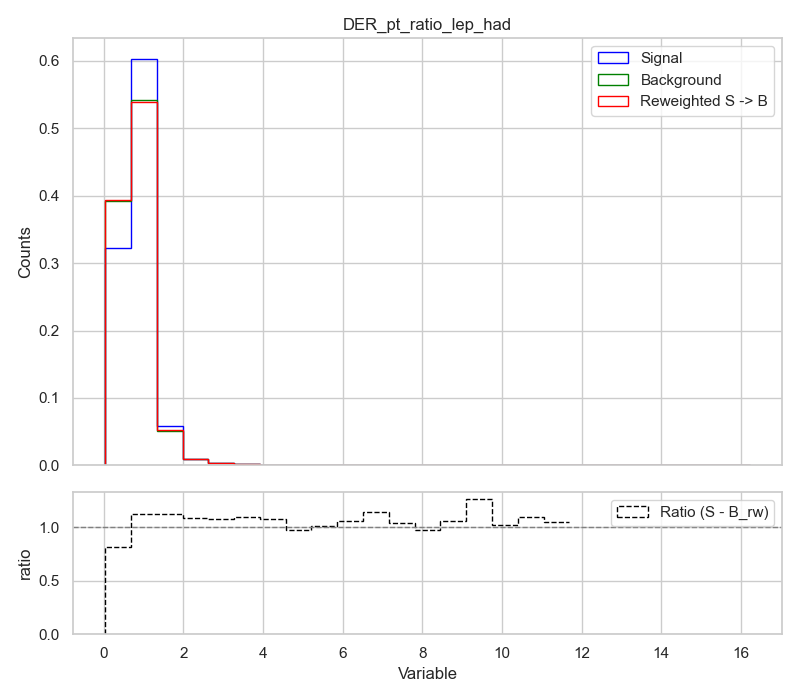 DER_pt_ratio_lep_had
Signal
Background
Reweighted S -> B
0.6
0.5
0.4
0.3
0.2
0.1
0.0
Counts
Ratio (S - B_rw)
1.0
0.5
0.0
ratio
0 2 4 6 8 10 12 14 16
Variable